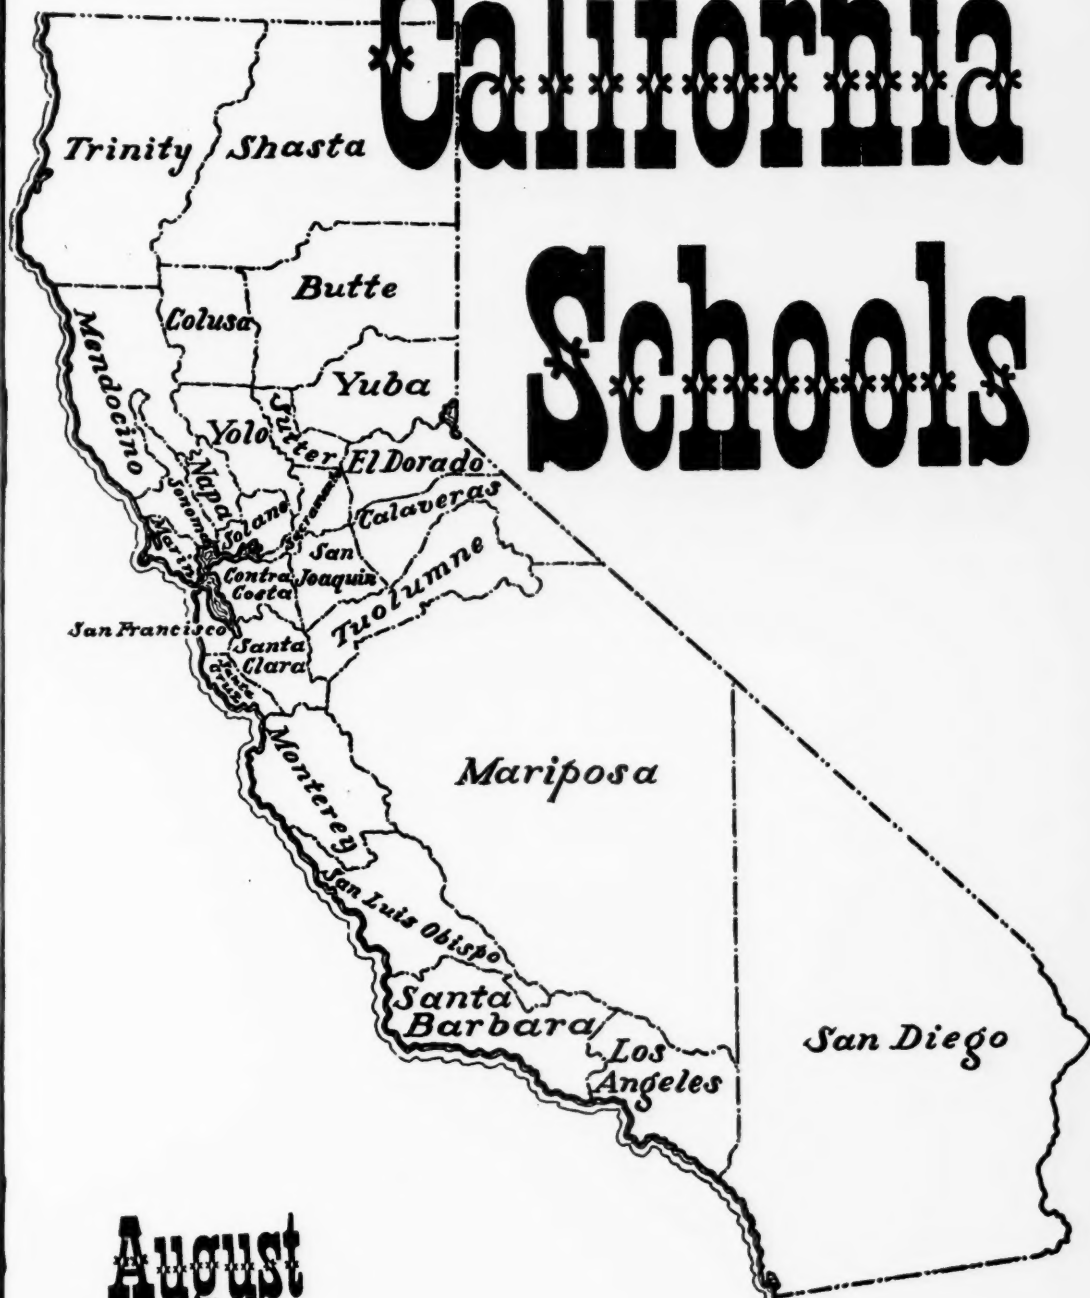 California
Schools
Trinity
Shasta
Butte
Colusa
Mendocino
Yuba
Sutter
Yolo
El Dorado
Napa
Sonoma
Solano
Sacramento
Calaveras
Marin
San
Joaquin
Contra
Costa
Tuolumne
San Francisco
Santa
Clara
Santa
Cruz
Mariposa
Monterey
San Luis Obispo
Santa
Barbara
Los
Angeles
San Diego
August